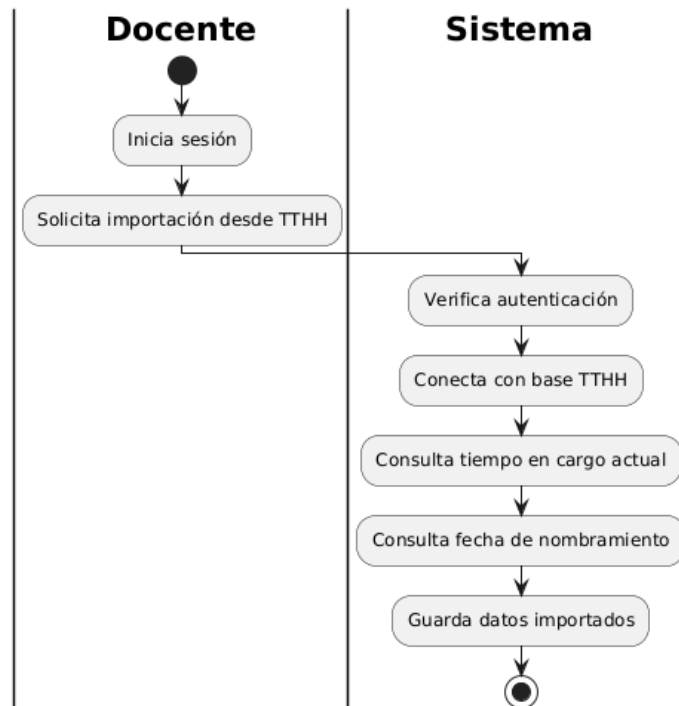 Docente
Sistema
Inicia sesión
Solicita importación desde TTHH
Verifica autenticación
Conecta con base TTHH
Consulta tiempo en cargo actual
Consulta fecha de nombramiento
Guarda datos importados